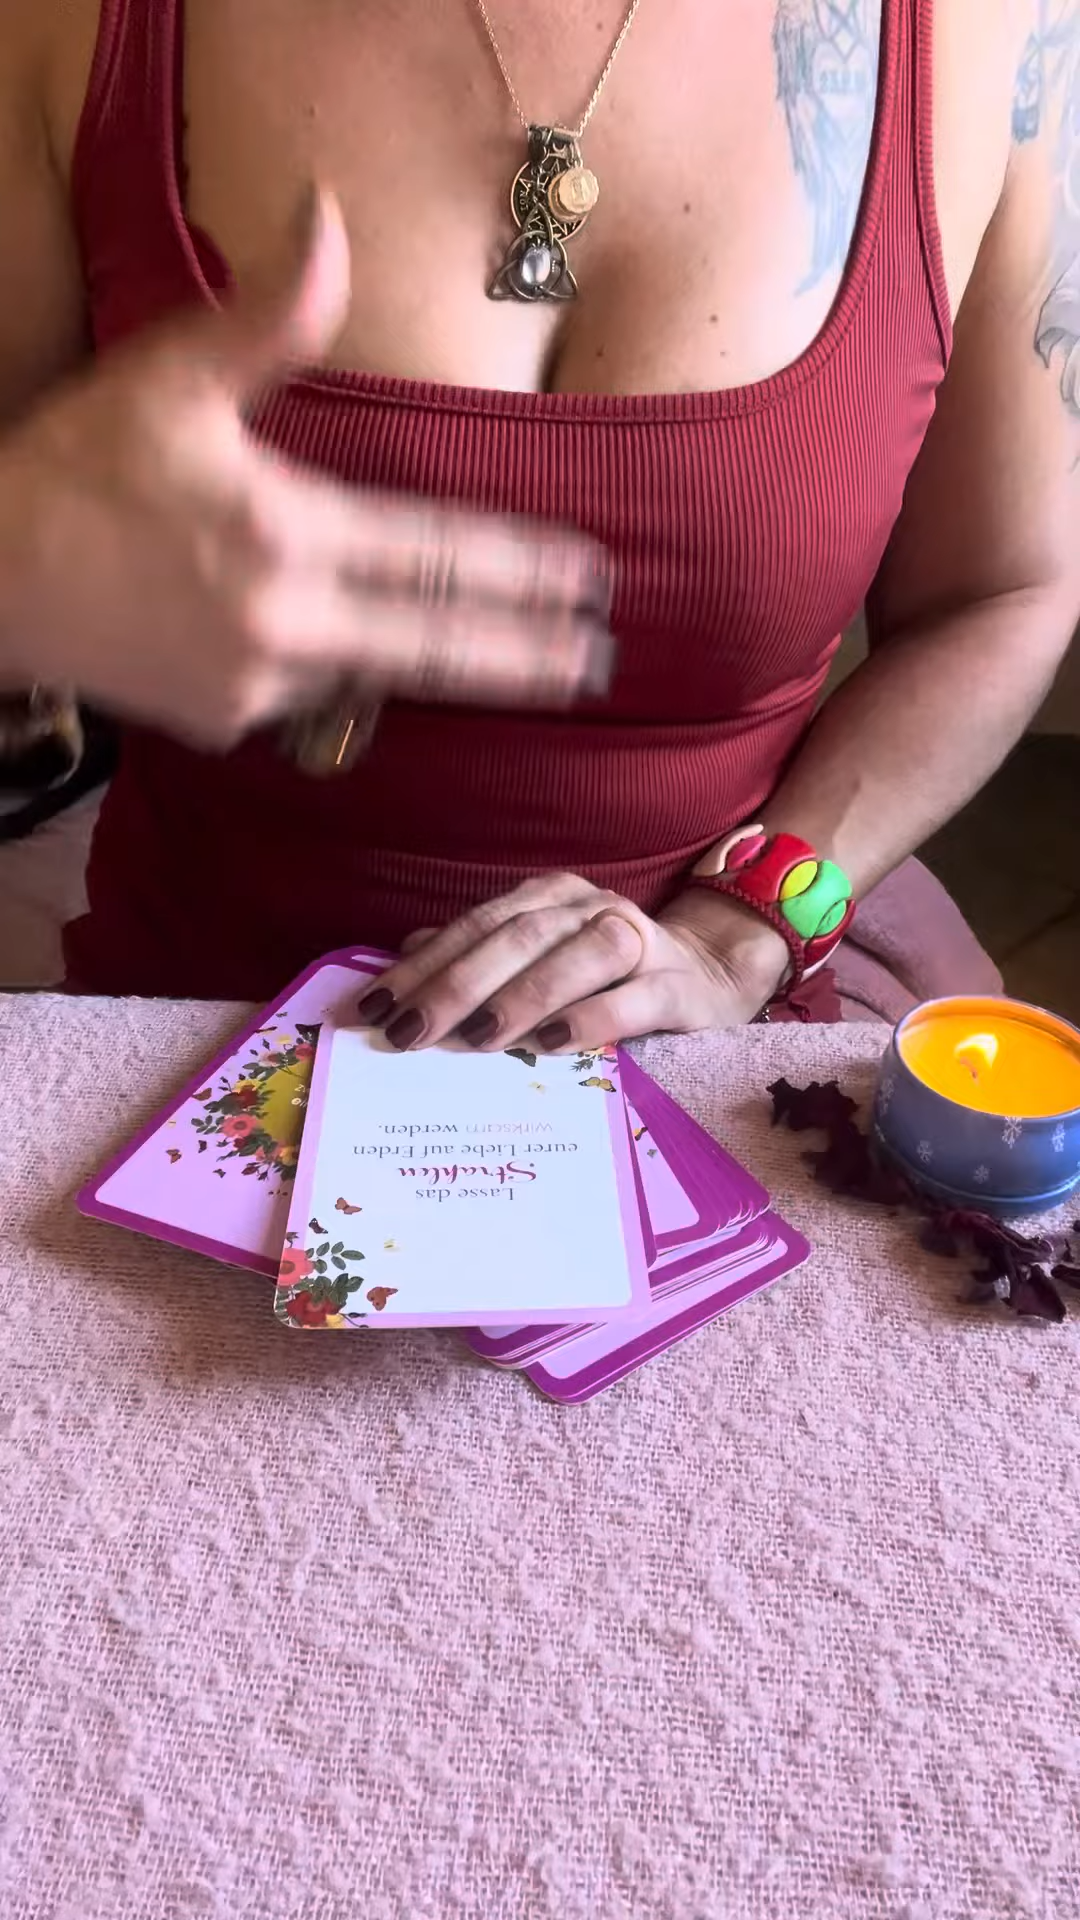 Lasse das
Strahlen
eurer Liebe auf Erden
wirksam werden.